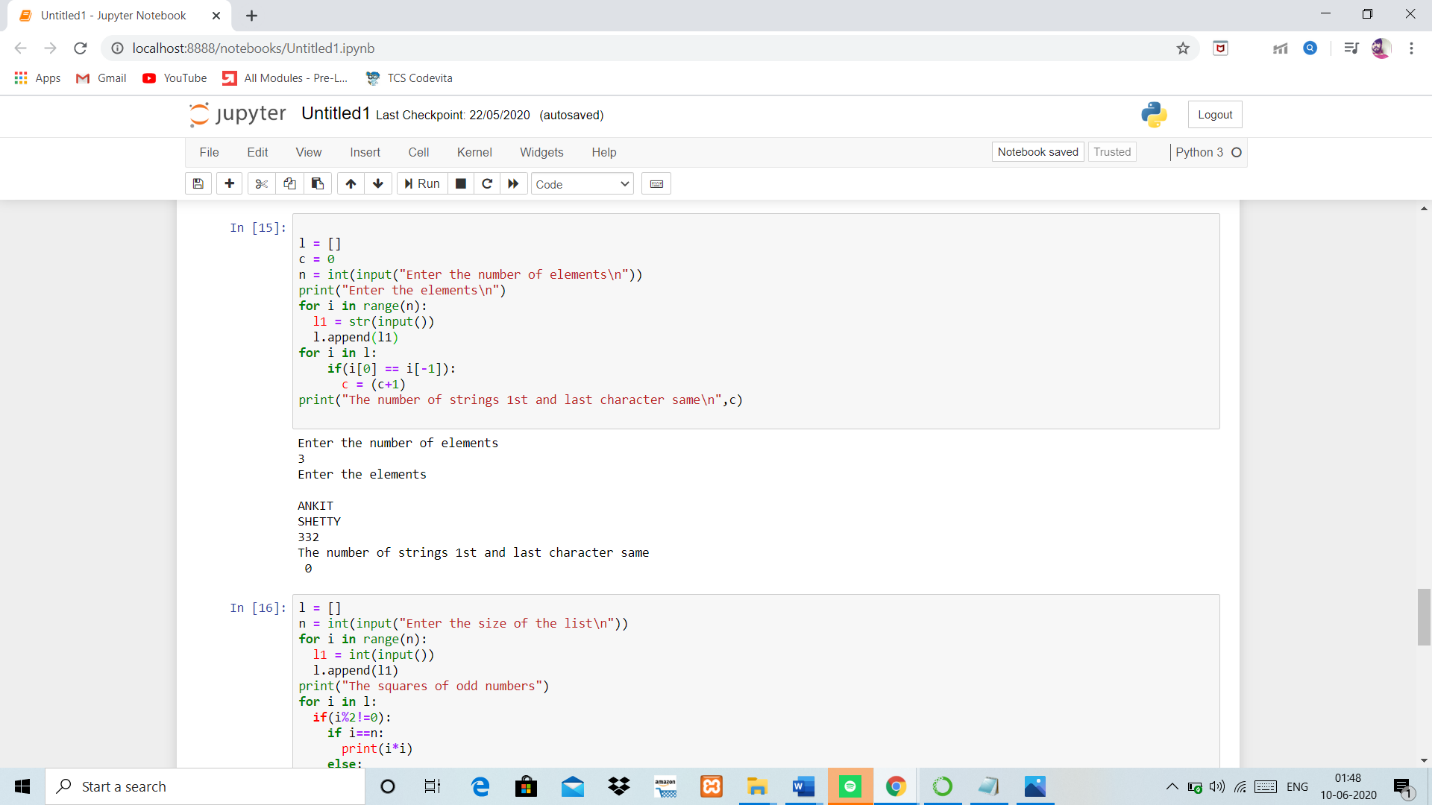 Untitled1 - Jupyter Notebook
localhost:8888/notebooks/Untitled1.ipynb
Apps Gmail YouTube All Modules - Pre-L... TCS Codevita
jupyter Untitled1 Last Checkpoint: 22/05/2020 (autosaved) Logout
File Edit View Insert Cell Kernel Widgets Help Notebook saved Trusted Python 3
Run Code
In [15]:
l = []
c = 0
n = int(input("Enter the number of elements\n"))
print("Enter the elements\n")
for i in range(n):
  l1 = str(input())
  l.append(l1)
for i in l:
    if(i[0] == i[-1]):
      c = (c+1)
print("The number of strings 1st and last character same\n",c)
Enter the number of elements
3
Enter the elements
ANKIT
SHETTY
332
The number of strings 1st and last character same
 0
In [16]: l = []
n = int(input("Enter the size of the list\n"))
for i in range(n):
  l1 = int(input())
  l.append(l1)
print("The squares of odd numbers")
for i in l:
  if(i%2!=0):
    if i==n:
      print(i*i)
    else:
Start a search amazon W ENG 01:48
10-06-2020 1